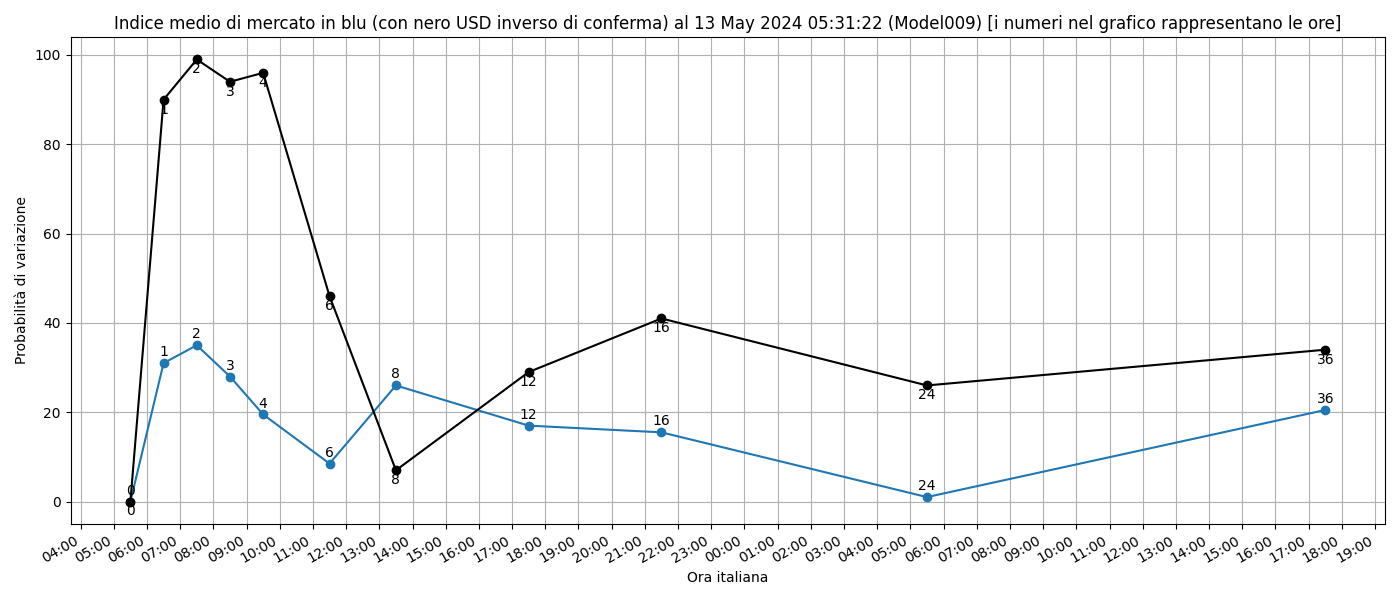 Indice medio di mercato in blu (con nero USD inverso di conferma) al 13 May 2024 05:31:22 (Model009) [i numeri nel grafico rappresentano le ore]
Probabilità di variazione
100
80
60
40
20
0
0 1 2 3 4 6 8 12 16 24 36
0 1 2 3 4 6 8 12 16 24 36
04:00 05:00 06:00 07:00 08:00 09:00 10:00 11:00 12:00 13:00 14:00 15:00 16:00 17:00 18:00 19:00 20:00 21:00 22:00 23:00 00:00 01:00 02:00 03:00 04:00 05:00 06:00 07:00 08:00 09:00 10:00 11:00 12:00 13:00 14:00 15:00 16:00 17:00 18:00 19:00
Ora italiana